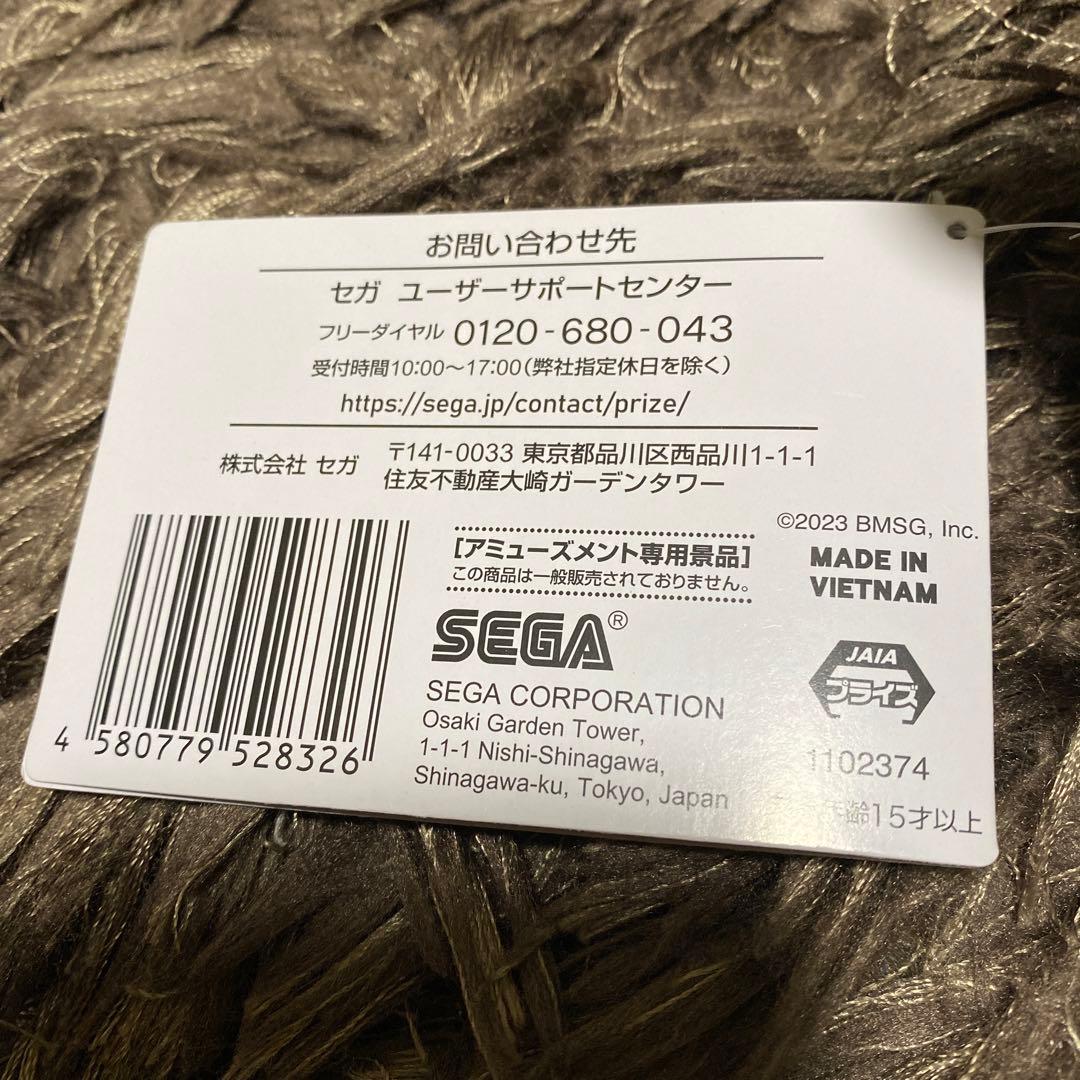 お問い合わせ先
セガ ユーザーサポートセンター
フリーダイヤル 0120-680-043
受付時間10:00～17:00(弊社指定休日を除く)
https://sega.jp/contact/prize/
株式会社 セガ 〒141-0033 東京都品川区西品川1-1-1
住友不動産大崎ガーデンタワー
©2023 BMSG, Inc.
[アミューズメント専用景品]
この商品は一般販売されておりません。
MADE IN
VIETNAM
SEGA®
SEGA CORPORATION
Osaki Garden Tower,
1-1-1 Nishi-Shinagawa,
Shinagawa-ku, Tokyo, Japan
JAIA
プライズ
1102374
年齢15才以上
4 580779 528326